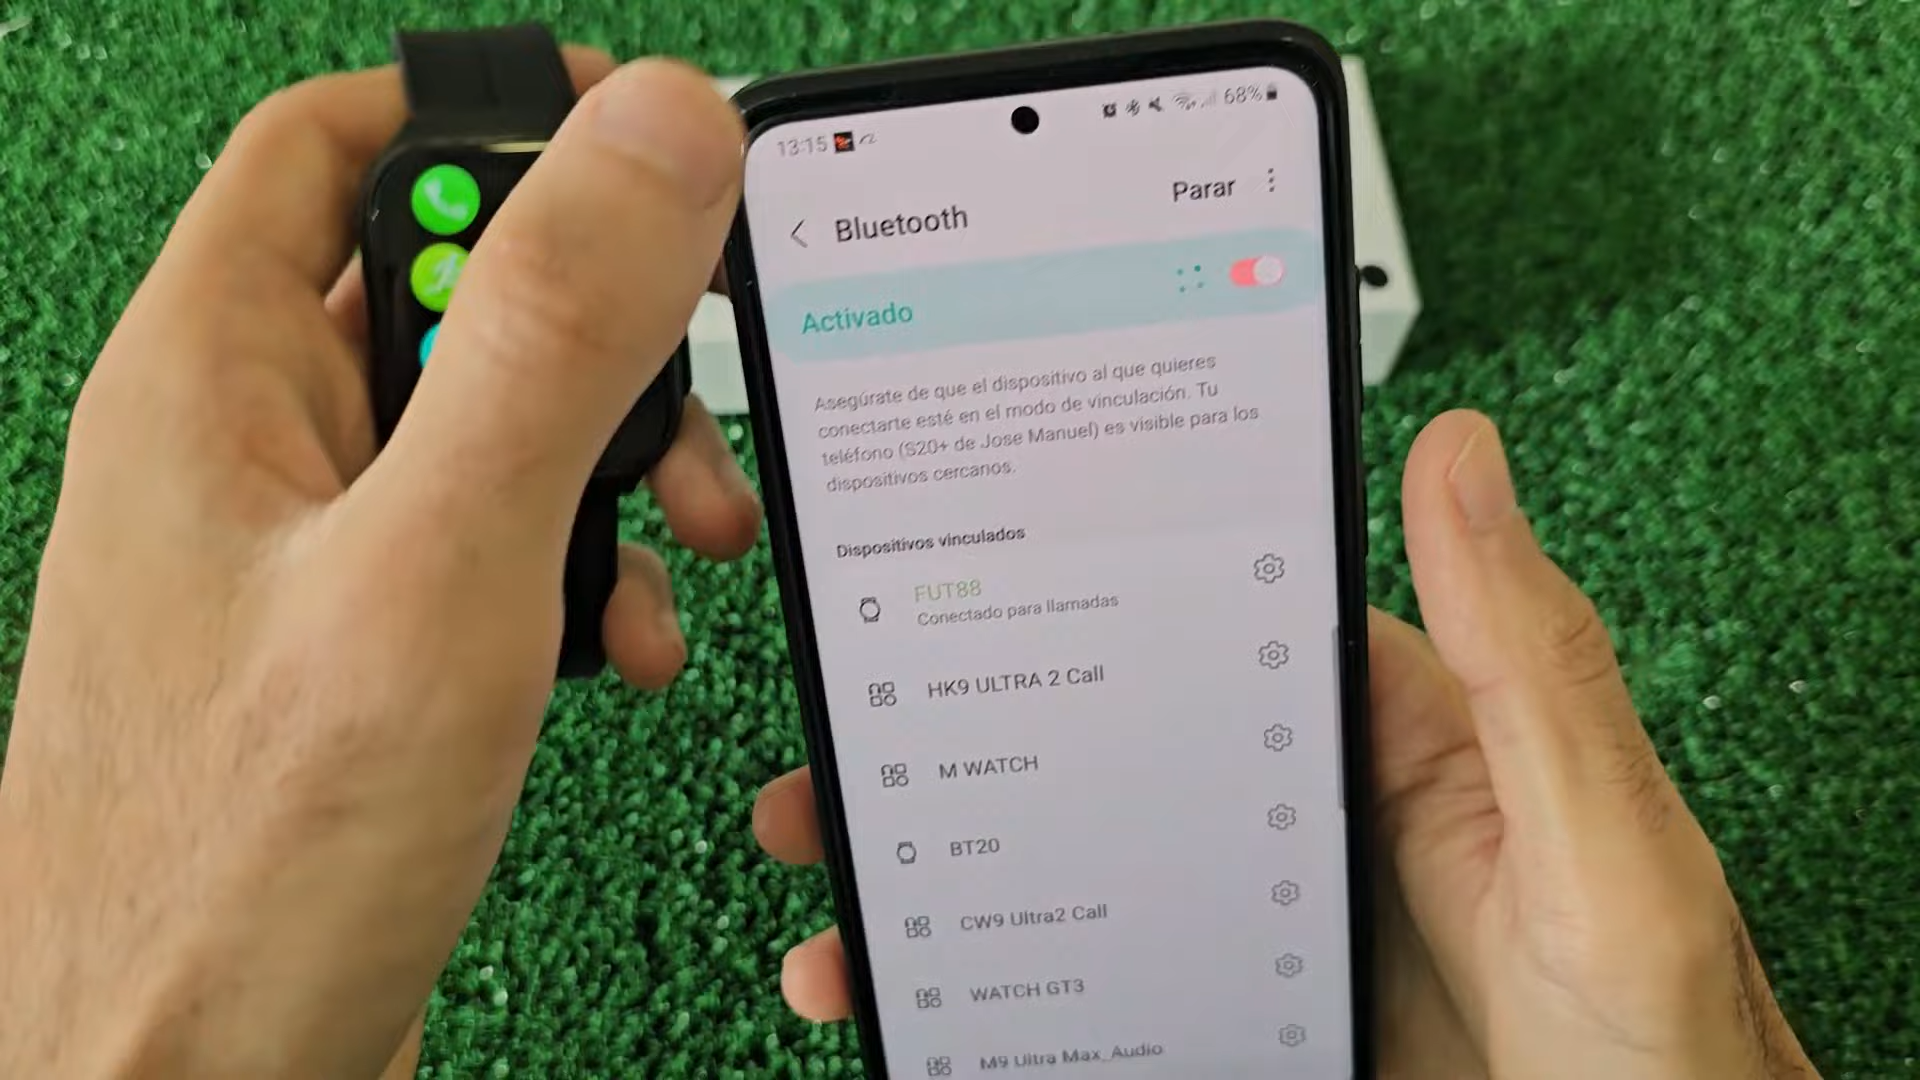 13:15
68%
Parar
Bluetooth
Activado
Asegúrate de que el dispositivo al que quieres
conectarte esté en el modo de vinculación. Tu
teléfono (S20+ de Jose Manuel) es visible para los
dispositivos cercanos.
Dispositivos vinculados
FUT88
Conectado para llamadas
HK9 ULTRA 2 Call
M WATCH
BT20
CW9 Ultra2 Call
WATCH GT3
M9 Ultra Max_Audio